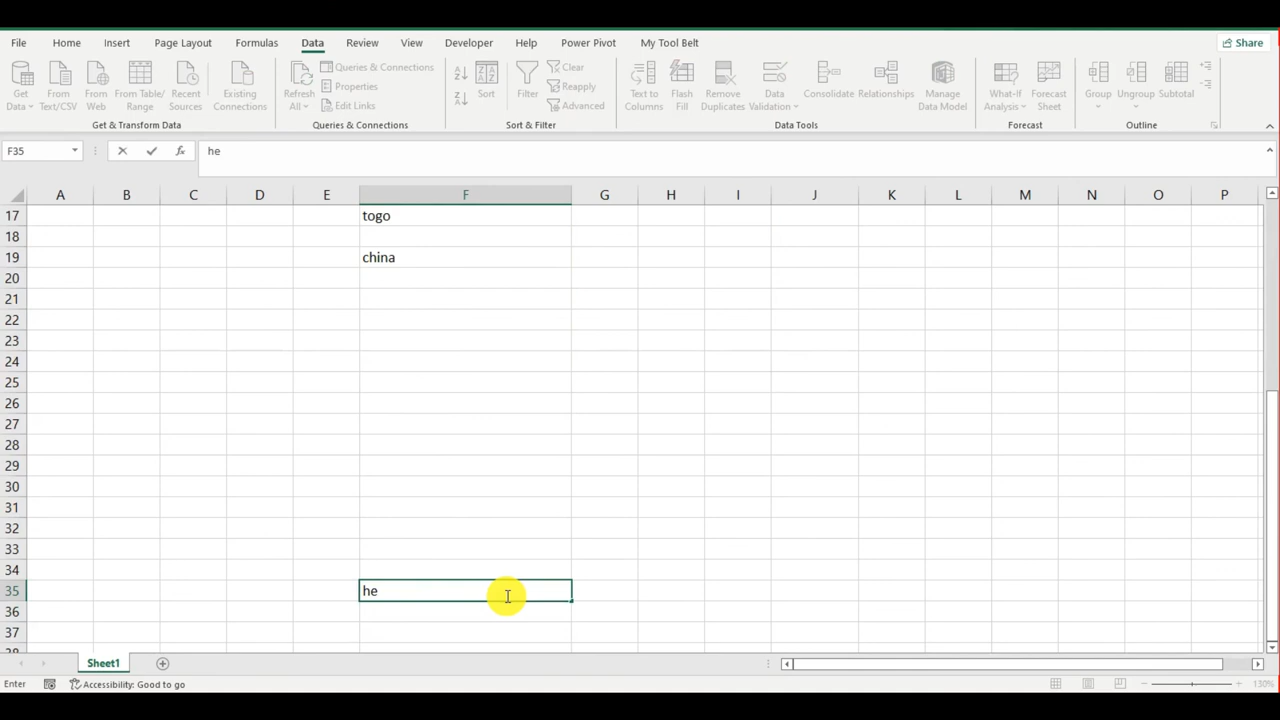 File Home Insert Page Layout Formulas Data Review View Developer Help Power Pivot My Tool Belt Share
Get Data
From Text/CSV
From Web
From Table/ Range
Recent Sources
Existing Connections
Get & Transform Data
Refresh All
Queries & Connections
Properties
Edit Links
Queries & Connections
Sort
Filter
Clear
Reapply
Advanced
Sort & Filter
Text to Columns
Flash Fill
Remove Duplicates
Data Validation
Consolidate
Relationships
Manage Data Model
Data Tools
What-If Analysis
Forecast Sheet
Forecast
Group
Ungroup
Subtotal
Outline
F35 fx he
A B C D E F G H I J K L M N O P
17 togo
18
19 china
20
21
22
23
24
25
26
27
28
29
30
31
32
33
34
35 he
36
37
38
Sheet1
Enter Accessibility: Good to go 130%